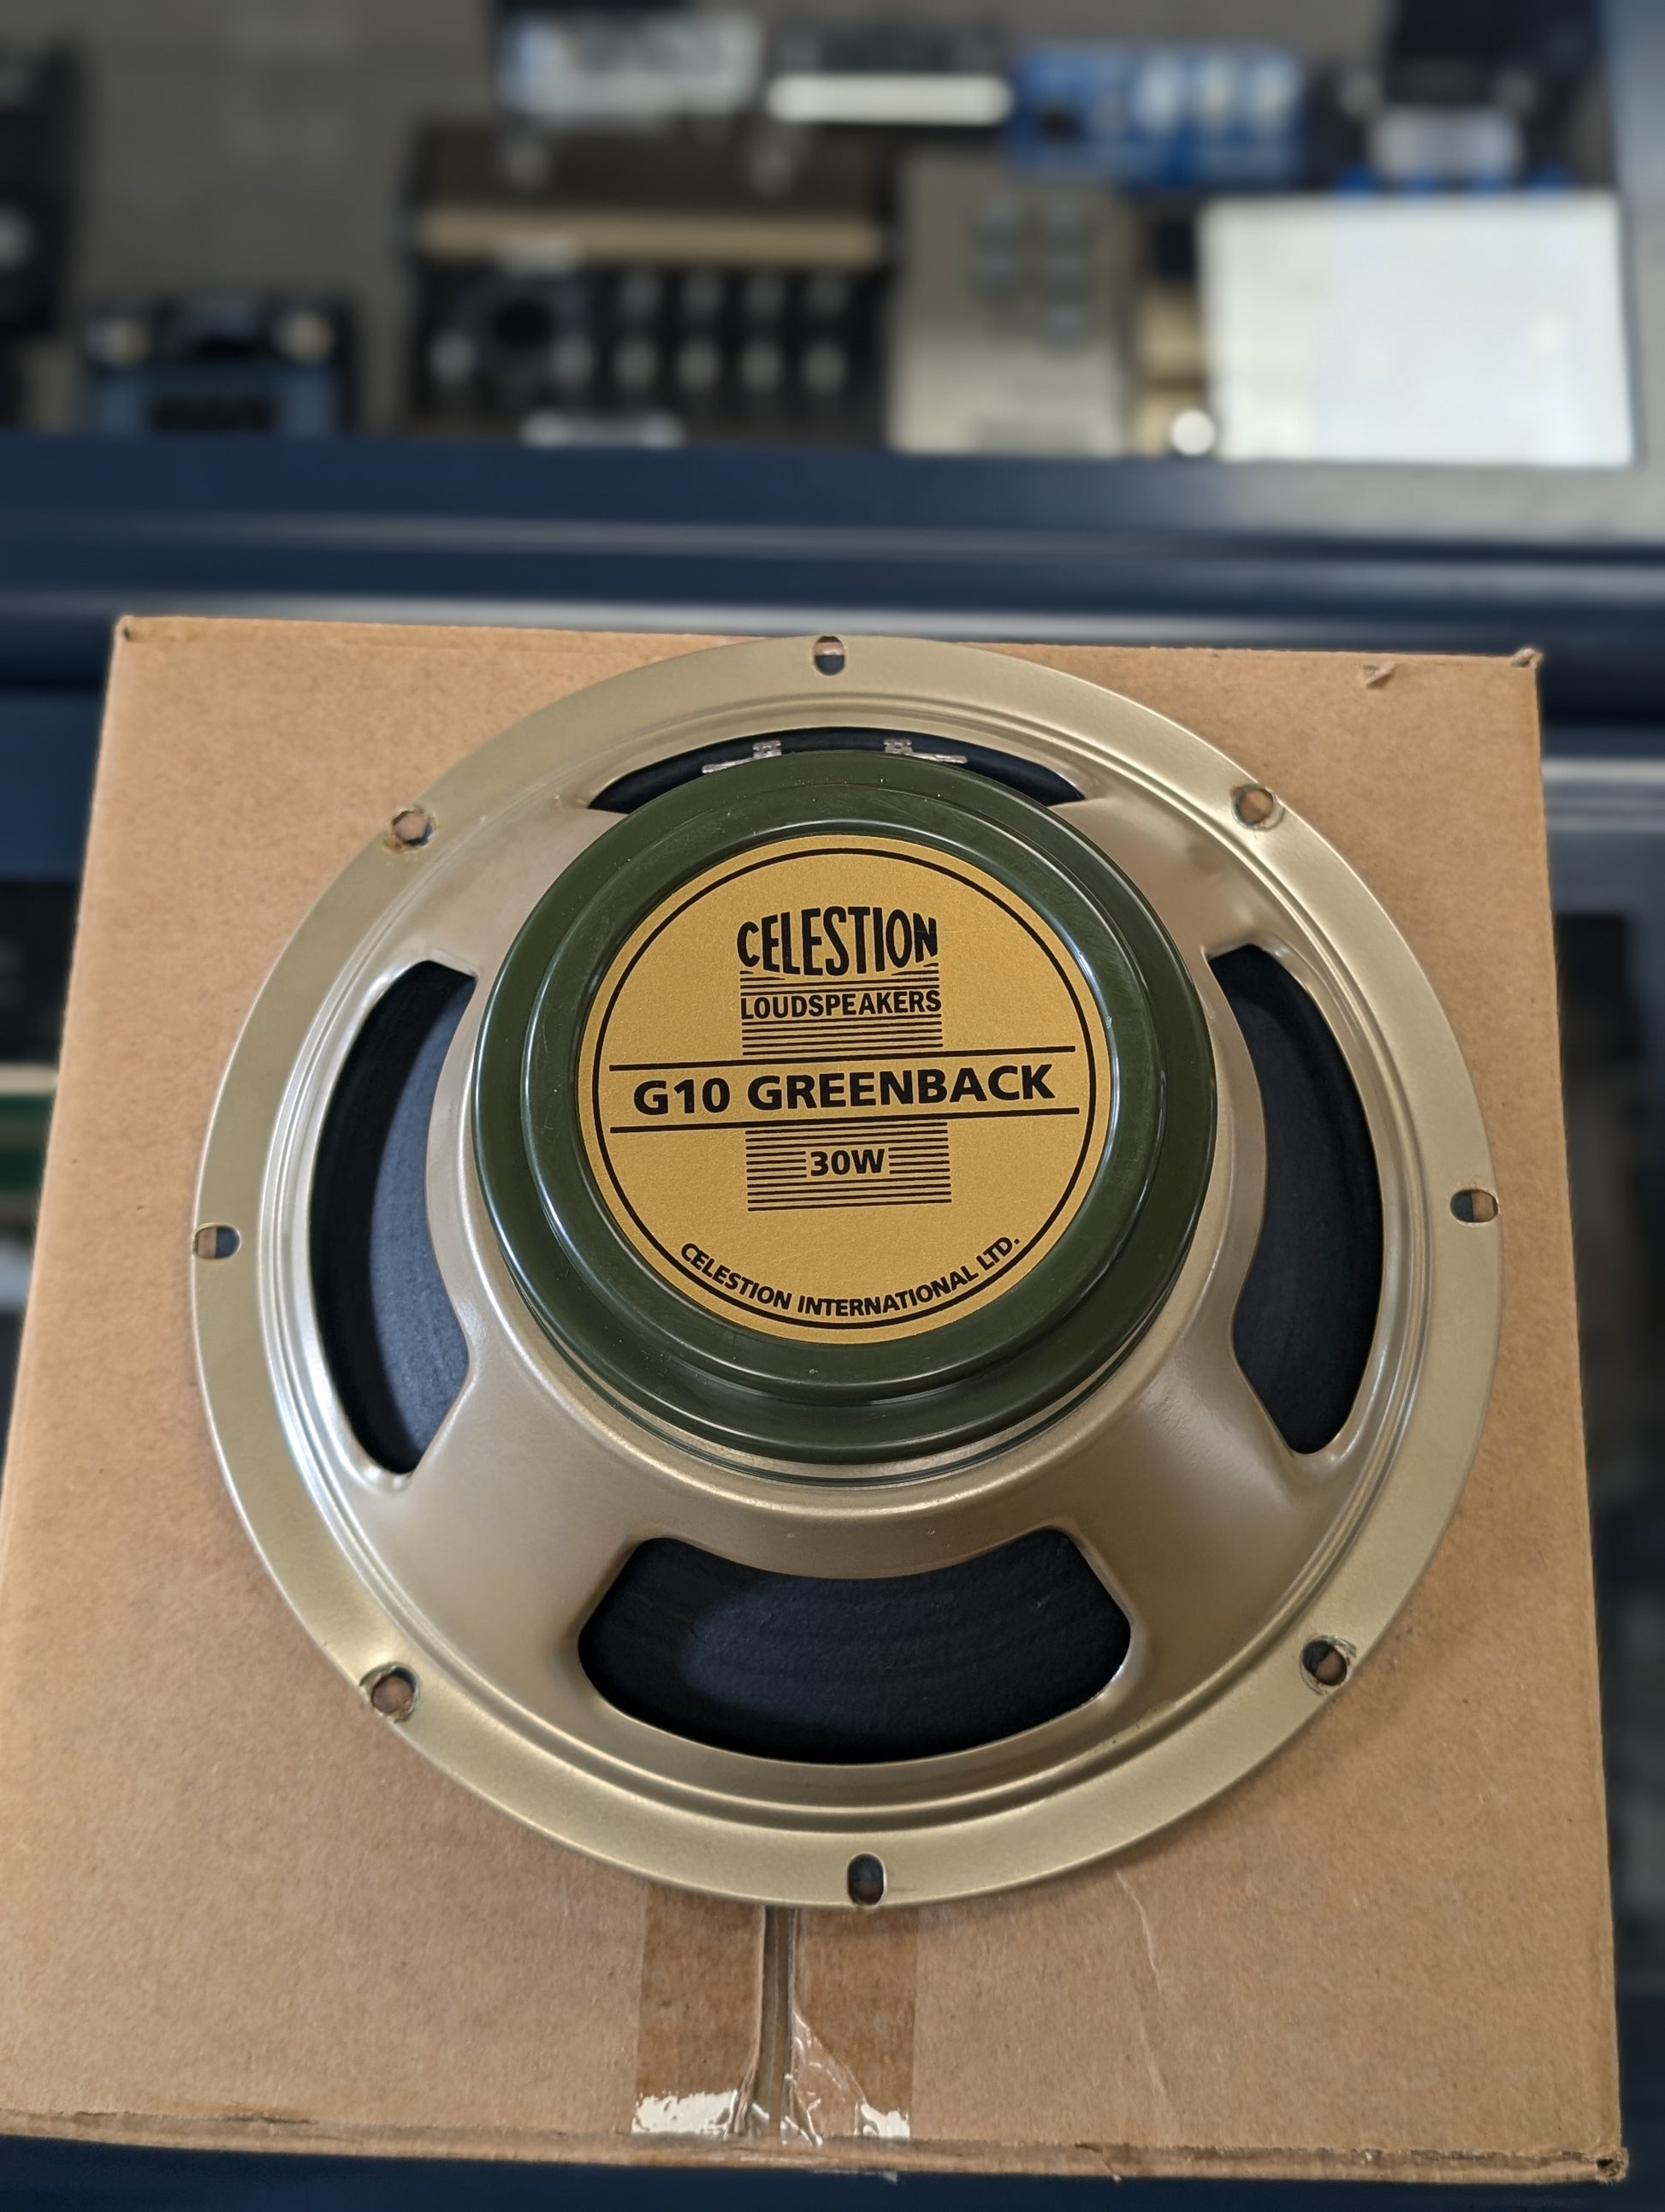 CELESTION
LOUDSPEAKERS
G10 GREENBACK
30W
CELESTION INTERNATIONAL LTD.